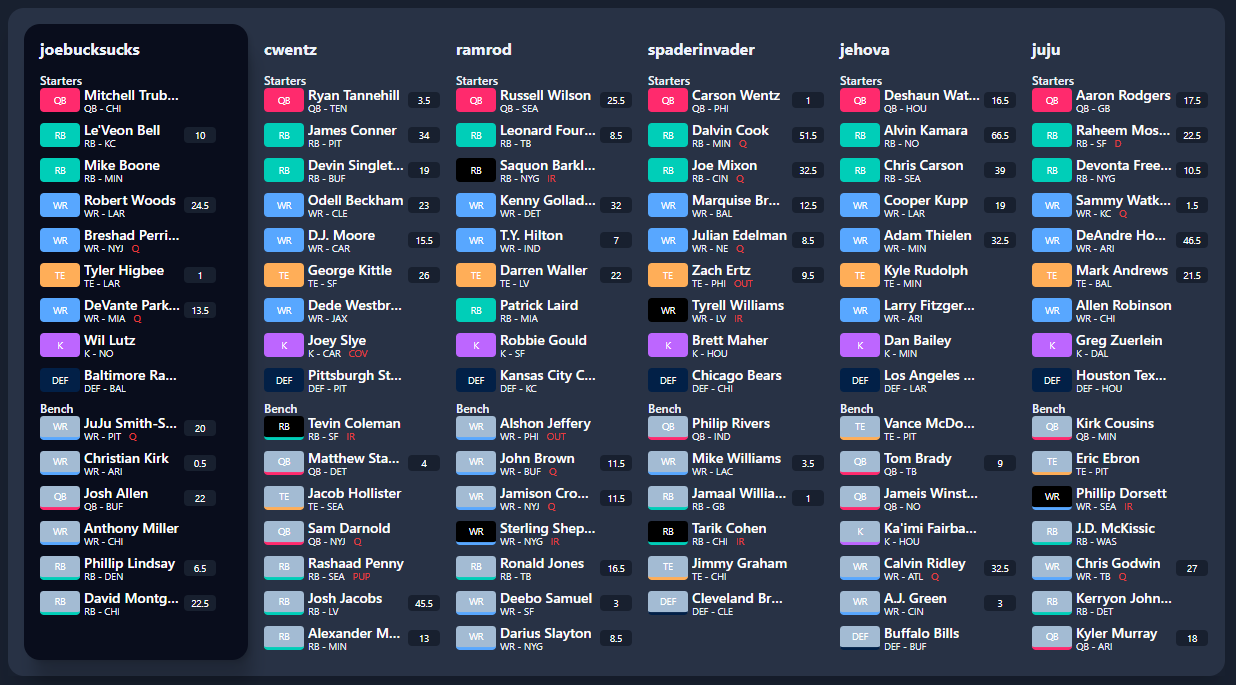 joebucksucks
Starters
QB Mitchell Trub...
QB - CHI
RB Le'Veon Bell 10
RB - KC
RB Mike Boone
RB - MIN
WR Robert Woods 24.5
WR - LAR
WR Breshad Perri...
WR - NYJ Q
TE Tyler Higbee 1
TE - LAR
WR DeVante Park... 13.5
WR - MIA Q
K Wil Lutz
K - NO
DEF Baltimore Ra...
DEF - BAL
Bench
WR JuJu Smith-S... 20
WR - PIT Q
WR Christian Kirk 0.5
WR - ARI
QB Josh Allen 22
QB - BUF
WR Anthony Miller
WR - CHI
RB Phillip Lindsay 6.5
RB - DEN
RB David Montg... 22.5
RB - CHI
cwentz
Starters
QB Ryan Tannehill 3.5
QB - TEN
RB James Conner 34
RB - PIT
RB Devin Singlet... 19
RB - BUF
WR Odell Beckham 23
WR - CLE
WR D.J. Moore 15.5
WR - CAR
TE George Kittle 26
TE - SF
WR Dede Westbr...
WR - JAX
K Joey Slye
K - CAR COV
DEF Pittsburgh St...
DEF - PIT
Bench
RB Tevin Coleman
RB - SF IR
QB Matthew Sta... 4
QB - DET
TE Jacob Hollister
TE - SEA
QB Sam Darnold
QB - NYJ Q
RB Rashaad Penny
RB - SEA PUP
RB Josh Jacobs 45.5
RB - LV
RB Alexander M... 13
RB - MIN
ramrod
Starters
QB Russell Wilson 25.5
QB - SEA
RB Leonard Four... 8.5
RB - TB
RB Saquon Barkl...
RB - NYG IR
WR Kenny Gollad... 32
WR - DET
WR T.Y. Hilton 7
WR - IND
TE Darren Waller 22
TE - LV
RB Patrick Laird
RB - MIA
K Robbie Gould
K - SF
DEF Kansas City C...
DEF - KC
Bench
WR Alshon Jeffery
WR - PHI OUT
WR John Brown 11.5
WR - BUF Q
WR Jamison Cro... 11.5
WR - NYJ Q
WR Sterling Shep...
WR - NYG IR
RB Ronald Jones 16.5
RB - TB
WR Deebo Samuel 3
WR - SF
WR Darius Slayton 8.5
WR - NYG
spaderinvader
Starters
QB Carson Wentz 1
QB - PHI
RB Dalvin Cook 51.5
RB - MIN Q
RB Joe Mixon 32.5
RB - CIN Q
WR Marquise Br... 12.5
WR - BAL
WR Julian Edelman 8.5
WR - NE Q
TE Zach Ertz 9.5
TE - PHI OUT
WR Tyrell Williams
WR - LV IR
K Brett Maher
K - HOU
DEF Chicago Bears
DEF - CHI
Bench
QB Philip Rivers
QB - IND
WR Mike Williams 3.5
WR - LAC
RB Jamaal Willia... 1
RB - GB
RB Tarik Cohen
RB - CHI IR
TE Jimmy Graham
TE - CHI
DEF Cleveland Br...
DEF - CLE
jehova
Starters
QB Deshaun Wat... 16.5
QB - HOU
RB Alvin Kamara 66.5
RB - NO
RB Chris Carson 39
RB - SEA
WR Cooper Kupp 19
WR - LAR
WR Adam Thielen 32.5
WR - MIN
TE Kyle Rudolph
TE - MIN
WR Larry Fitzger...
WR - ARI
K Dan Bailey
K - MIN
DEF Los Angeles ...
DEF - LAR
Bench
TE Vance McDo...
TE - PIT
QB Tom Brady 9
QB - TB
QB Jameis Winst...
QB - NO
K Ka'imi Fairba...
K - HOU
WR Calvin Ridley 32.5
WR - ATL Q
WR A.J. Green 3
WR - CIN
DEF Buffalo Bills
DEF - BUF
juju
Starters
QB Aaron Rodgers 17.5
QB - GB
RB Raheem Mos... 22.5
RB - SF D
RB Devonta Free... 10.5
RB - NYG
WR Sammy Watk... 1.5
WR - KC Q
WR DeAndre Ho... 46.5
WR - ARI
TE Mark Andrews 21.5
TE - BAL
WR Allen Robinson
WR - CHI
K Greg Zuerlein
K - DAL
DEF Houston Tex...
DEF - HOU
Bench
QB Kirk Cousins
QB - MIN
TE Eric Ebron
TE - PIT
WR Phillip Dorsett
WR - SEA IR
RB J.D. McKissic
RB - WAS
WR Chris Godwin 27
WR - TB Q
RB Kerryon John...
RB - DET
QB Kyler Murray 18
QB - ARI